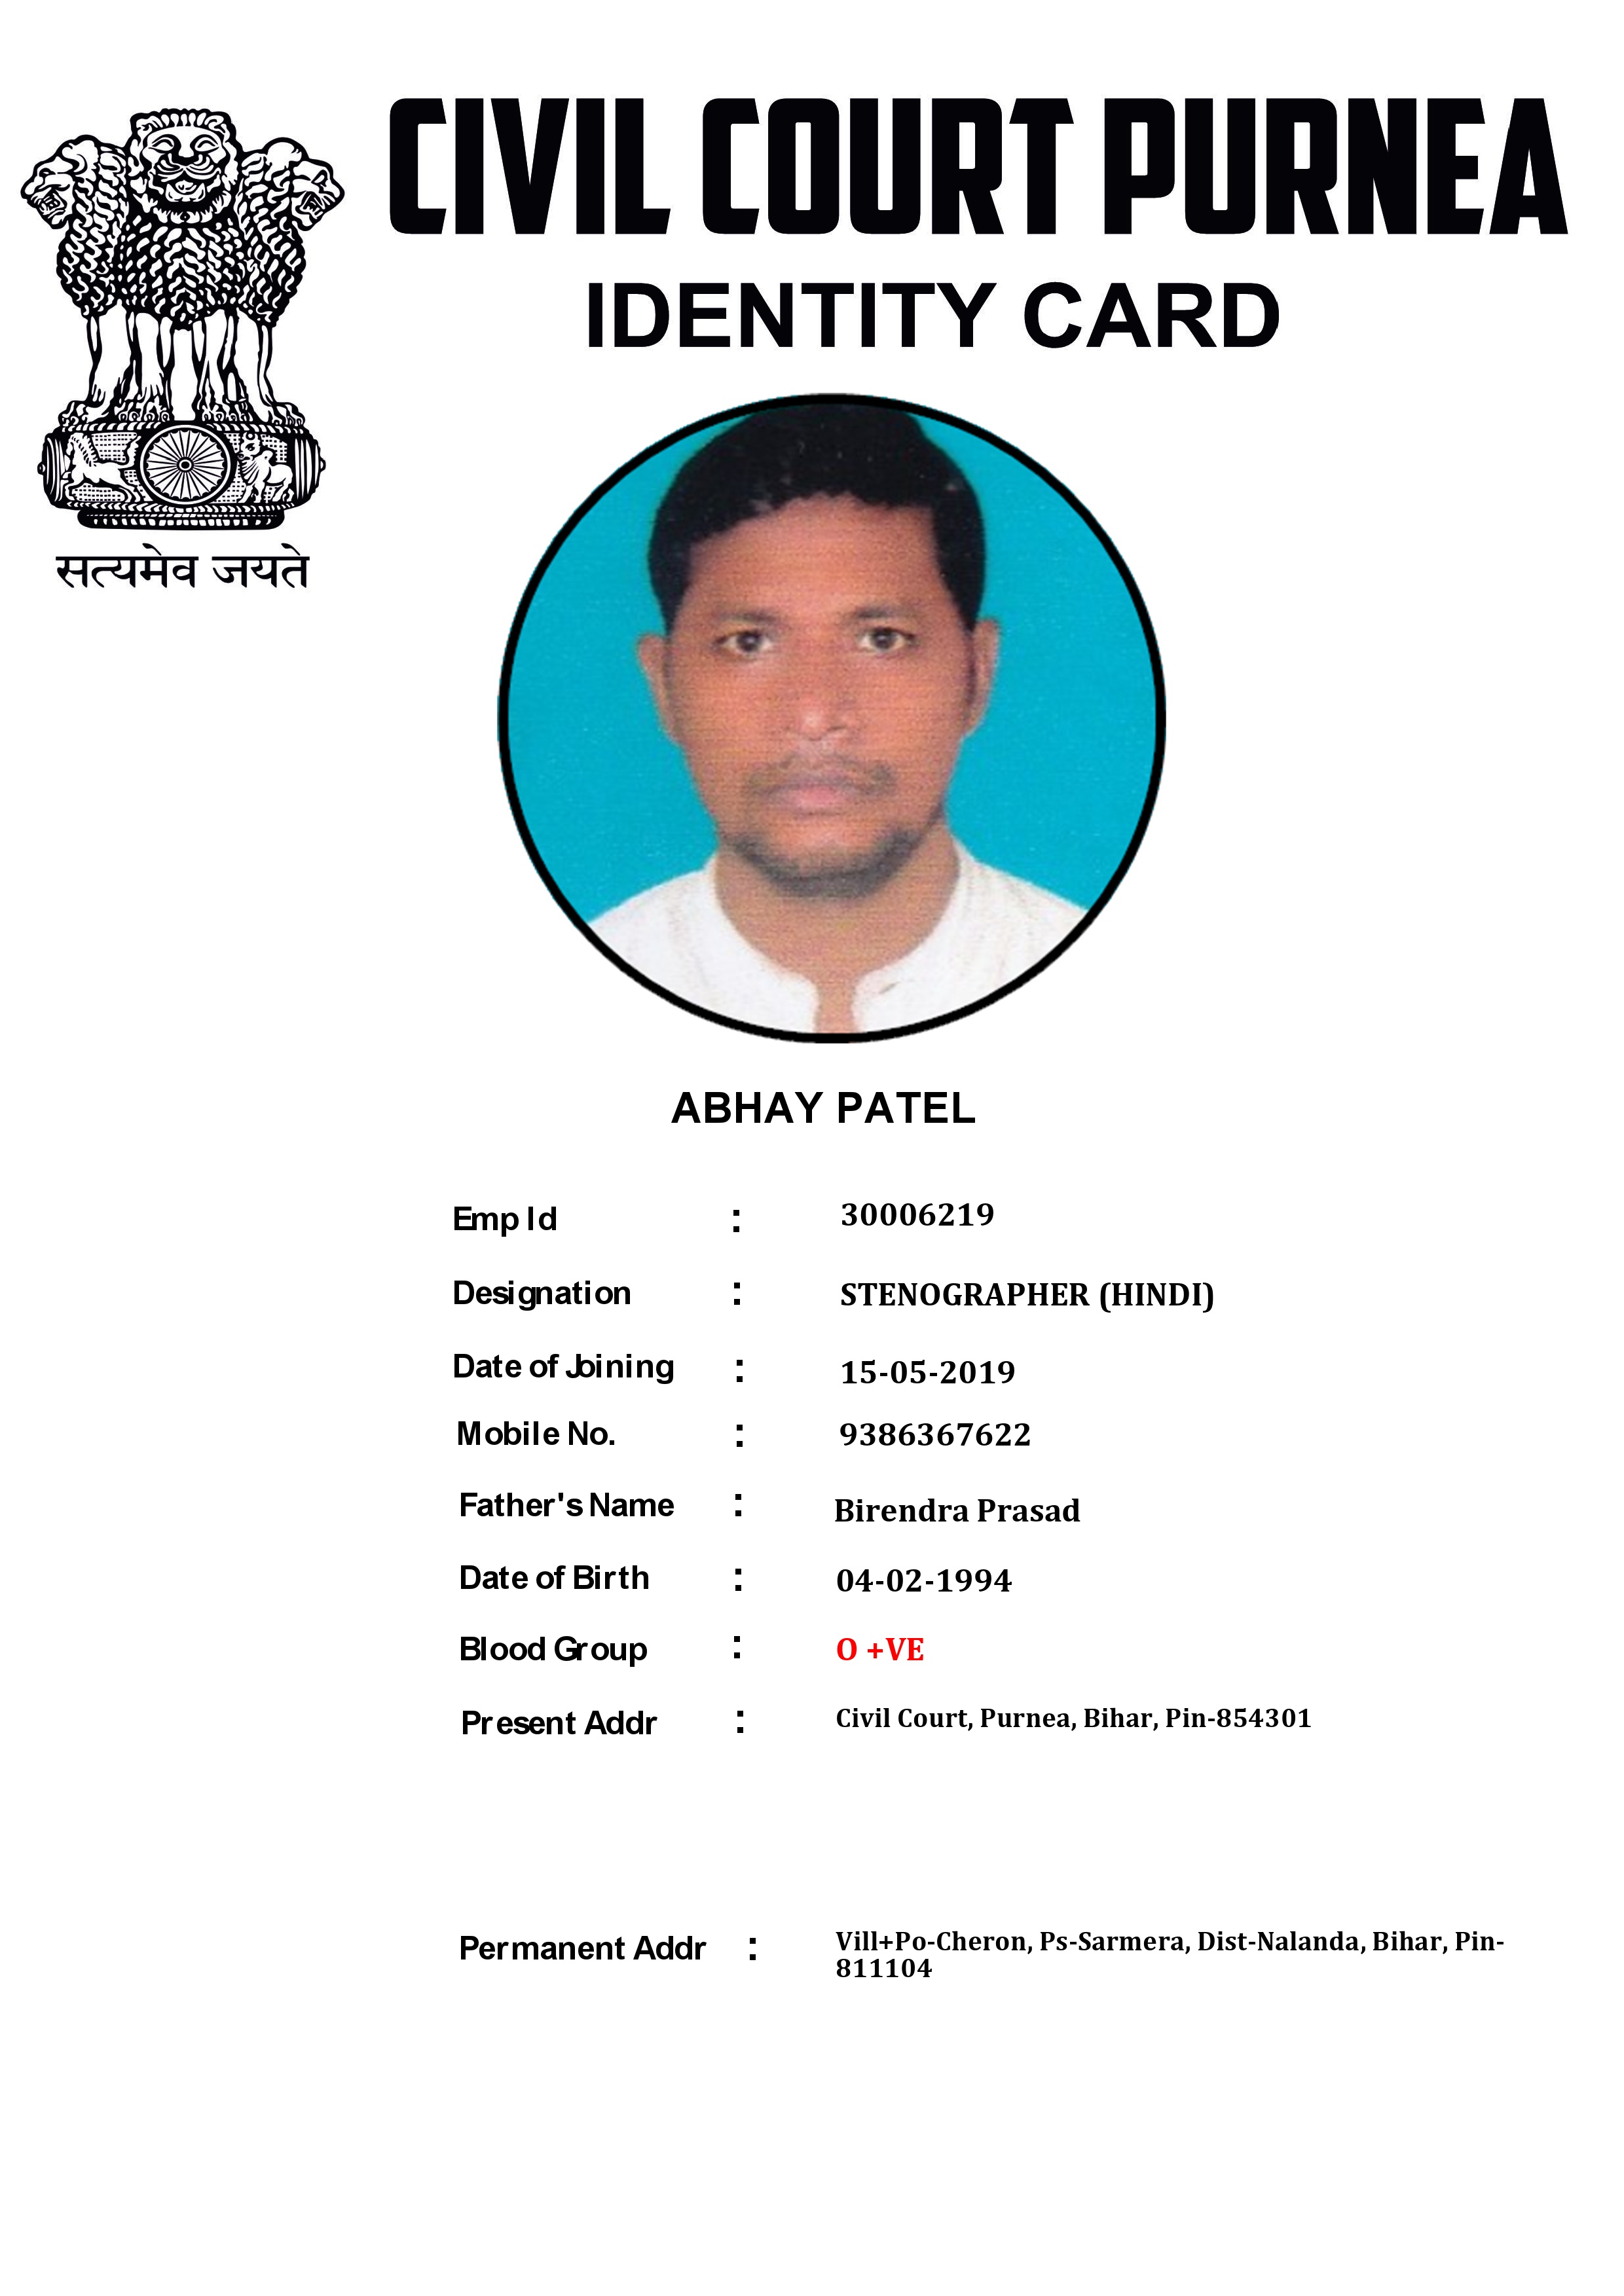 CIVIL COURT PURNEA
IDENTITY CARD
सत्यमेव जयते
ABHAY PATEL
Emp Id : 30006219
Designation : STENOGRAPHER (HINDI)
Date of Joining : 15-05-2019
Mobile No. : 9386367622
Father's Name : Birendra Prasad
Date of Birth : 04-02-1994
Blood Group : O +VE
Present Addr : Civil Court, Purnea, Bihar, Pin-854301
Permanent Addr : Vill+Po-Cheron, Ps-Sarmera, Dist-Nalanda, Bihar, Pin-
811104